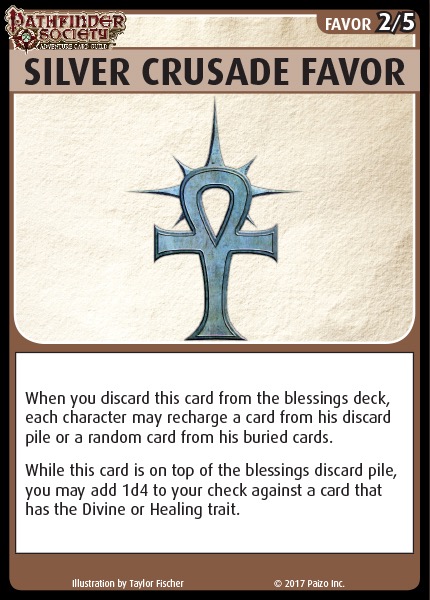 PATHFINDER
SOCIETY
ADVENTURE CARD GUILD
FAVOR 2/5
SILVER CRUSADE FAVOR
When you discard this card from the blessings deck,
each character may recharge a card from his discard
pile or a random card from his buried cards.
While this card is on top of the blessings discard pile,
you may add 1d4 to your check against a card that
has the Divine or Healing trait.
Illustration by Taylor Fischer © 2017 Paizo Inc.